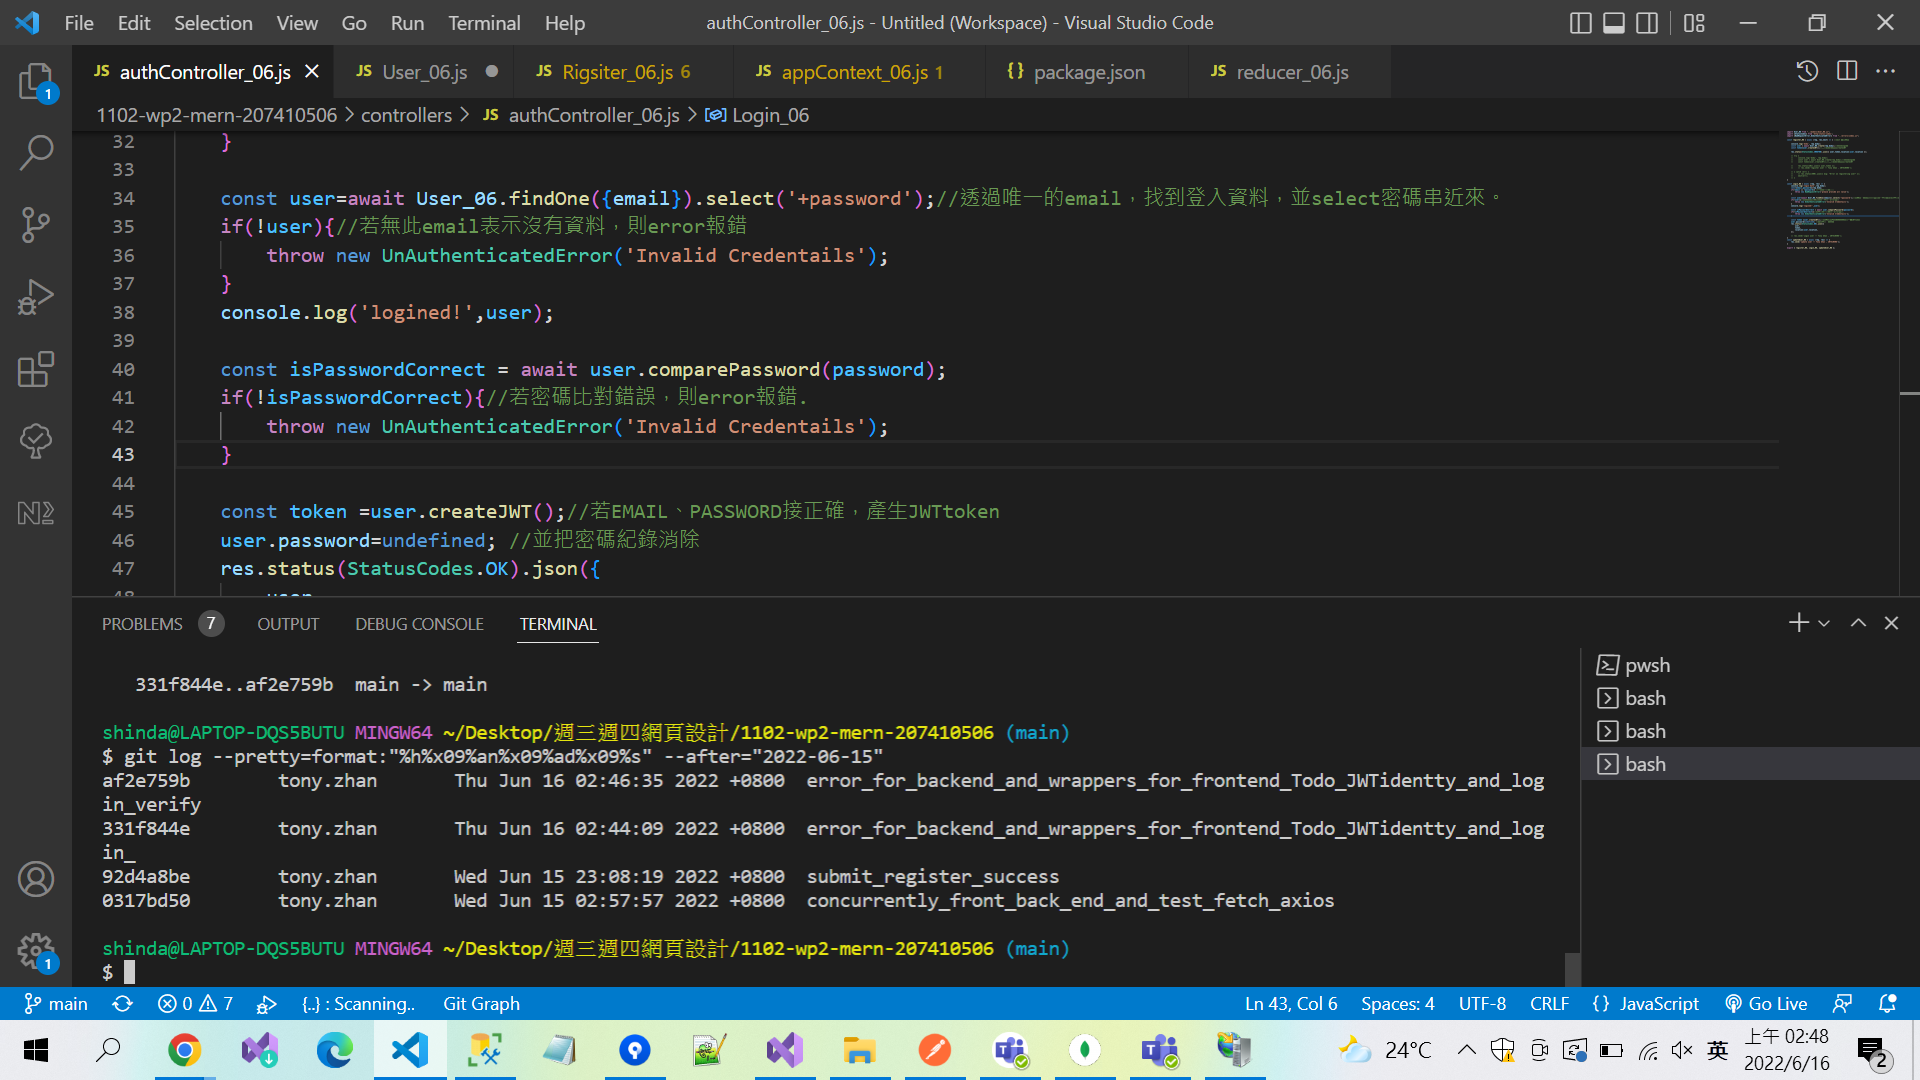 File Edit Selection View Go Run Terminal Help authController_06.js - Untitled (Workspace) - Visual Studio Code
JS authController_06.js JS User_06.js JS Rigsiter_06.js 6 JS appContext_06.js 1 {} package.json JS reducer_06.js
1
1102-wp2-mern-207410506 > controllers > JS authController_06.js > Login_06
32 }
33
34 const user=await User_06.findOne({email}).select('+password');//透過唯一的email，找到登入資料，並select密碼串近來。
35 if(!user){//若無此email表示沒有資料，則error報錯
36 throw new UnAuthenticatedError('Invalid Credentails');
37 }
38 console.log('logined!',user);
39
40 const isPasswordCorrect = await user.comparePassword(password);
41 if(!isPasswordCorrect){//若密碼比對錯誤，則error報錯.
42 throw new UnAuthenticatedError('Invalid Credentails');
43 }
44
45 const token =user.createJWT();//若EMAIL、PASSWORD接正確，產生JWTtoken
46 user.password=undefined; //並把密碼紀錄消除
47 res.status(StatusCodes.OK).json({
48 user
PROBLEMS 7 OUTPUT DEBUG CONSOLE TERMINAL
331f844e..af2e759b main -> main
shinda@LAPTOP-DQS5BUTU MINGW64 ~/Desktop/週三週四網頁設計/1102-wp2-mern-207410506 (main)
$ git log --pretty=format:"%h%x09%an%x09%ad%x09%s" --after="2022-06-15"
af2e759b tony.zhan Thu Jun 16 02:46:35 2022 +0800 error_for_backend_and_wrappers_for_frontend_Todo_JWTidentty_and_log
in_verify
331f844e tony.zhan Thu Jun 16 02:44:09 2022 +0800 error_for_backend_and_wrappers_for_frontend_Todo_JWTidentty_and_log
in_
92d4a8be tony.zhan Wed Jun 15 23:08:19 2022 +0800 submit_register_success
0317bd50 tony.zhan Wed Jun 15 02:57:57 2022 +0800 concurrently_front_back_end_and_test_fetch_axios
shinda@LAPTOP-DQS5BUTU MINGW64 ~/Desktop/週三週四網頁設計/1102-wp2-mern-207410506 (main)
$
pwsh
bash
bash
bash
1
main 0 7 {..} : Scanning.. Git Graph Ln 43, Col 6 Spaces: 4 UTF-8 CRLF {} JavaScript Go Live
24°C 英 上午 02:48
2022/6/16
2